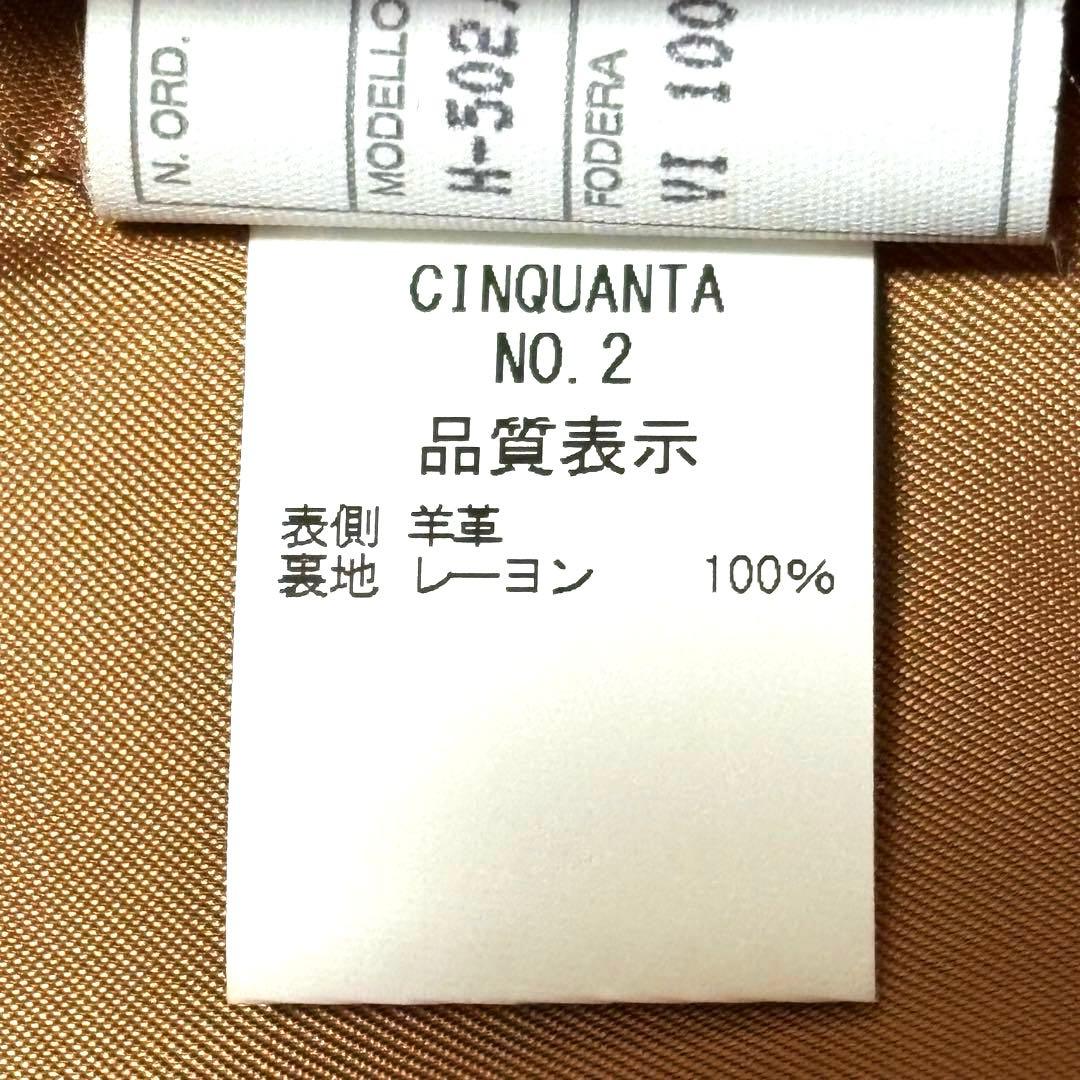 N. ORD.
MODELLO
H-502
FODERA
VI 100
CINQUANTA
NO.2
品質表示
表側 羊革
裏地 レーヨン 100%